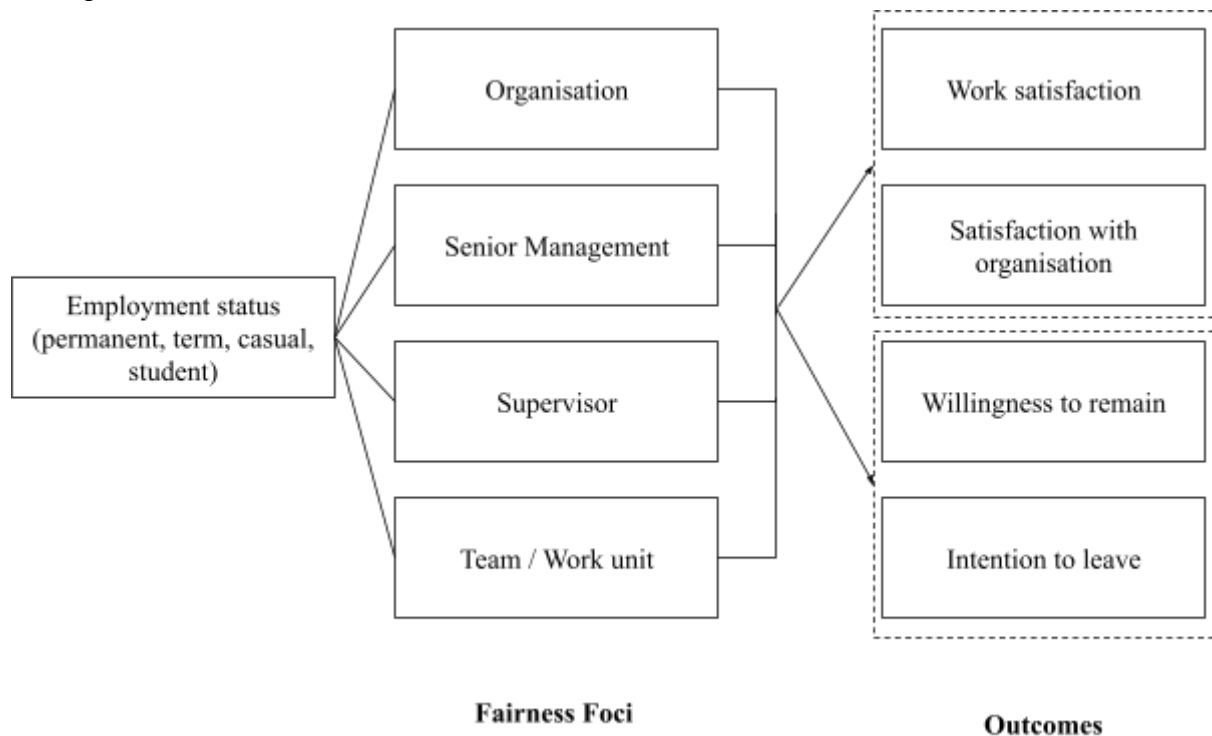 Employment status
(permanent, term, casual,
student)
Organisation
Senior Management
Supervisor
Team / Work unit
Fairness Foci
Work satisfaction
Satisfaction with
organisation
Willingness to remain
Intention to leave
Outcomes